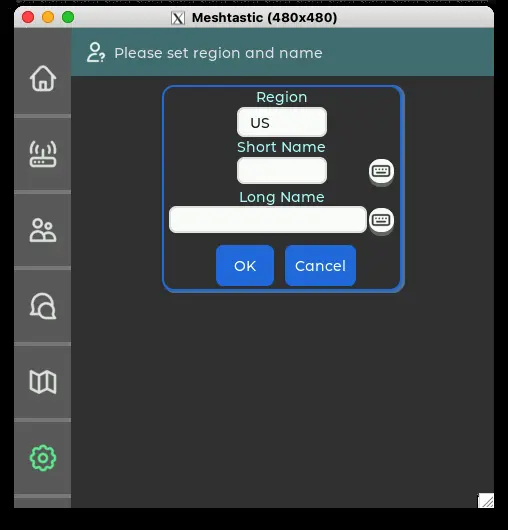 Meshtastic (480x480)
Please set region and name
Region
US
Short Name
Long Name
OK Cancel